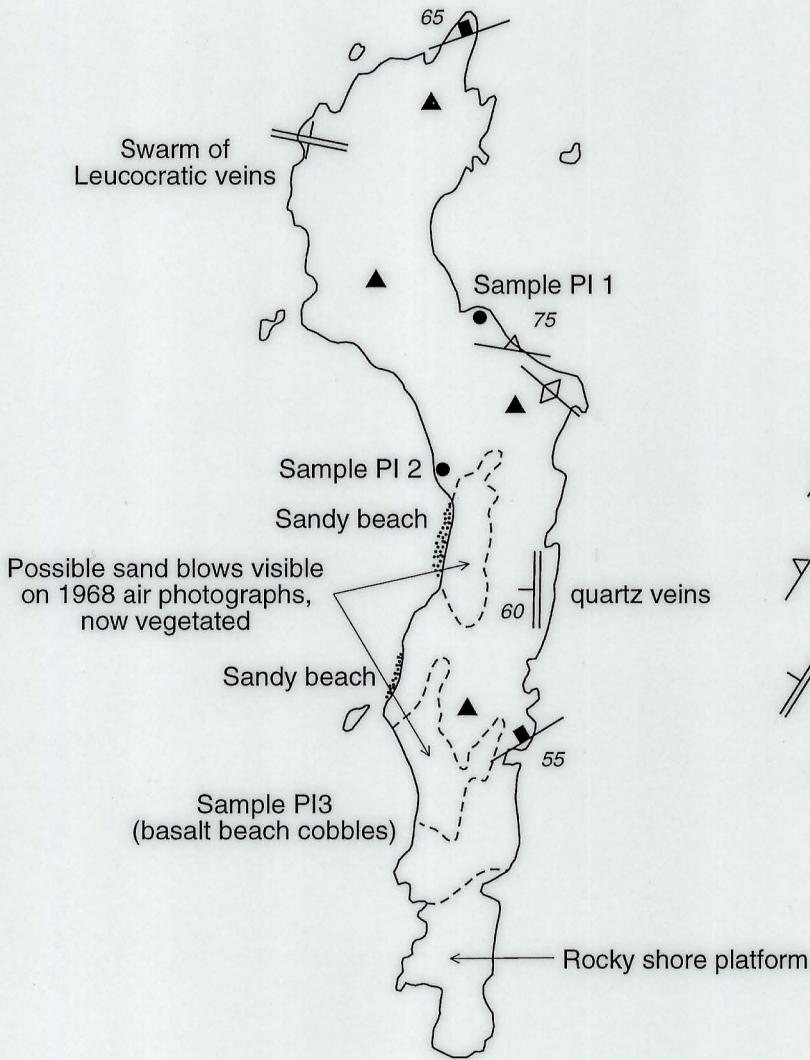 65
Swarm of
Leucocratic veins
Sample PI 1
75
Sample PI 2
Sandy beach
Possible sand blows visible
on 1968 air photographs,
now vegetated
60
quartz veins
Sandy beach
55
Sample PI3
(basalt beach cobbles)
Rocky shore platform